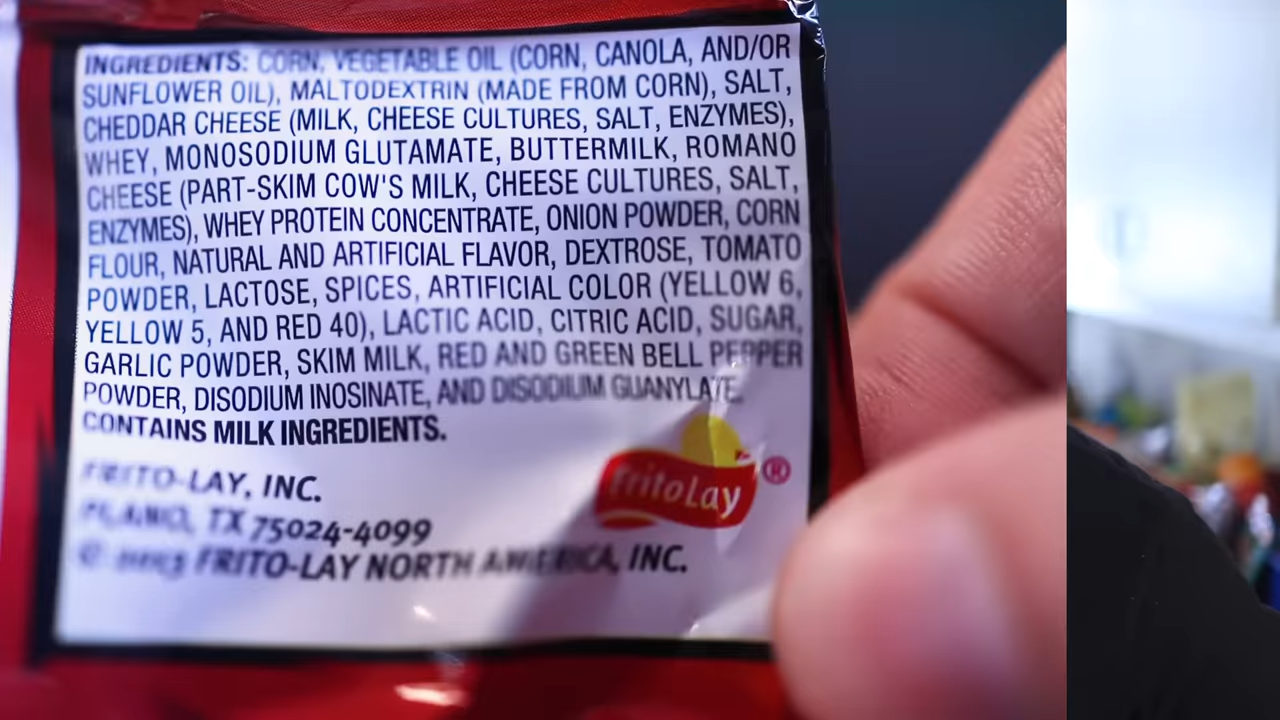 INGREDIENTS: CORN, VEGETABLE OIL (CORN, CANOLA, AND/OR
SUNFLOWER OIL), MALTODEXTRIN (MADE FROM CORN), SALT,
CHEDDAR CHEESE (MILK, CHEESE CULTURES, SALT, ENZYMES),
WHEY, MONOSODIUM GLUTAMATE, BUTTERMILK, ROMANO
CHEESE (PART-SKIM COW'S MILK, CHEESE CULTURES, SALT,
ENZYMES), WHEY PROTEIN CONCENTRATE, ONION POWDER, CORN
FLOUR, NATURAL AND ARTIFICIAL FLAVOR, DEXTROSE, TOMATO
POWDER, LACTOSE, SPICES, ARTIFICIAL COLOR (YELLOW 6,
YELLOW 5, AND RED 40), LACTIC ACID, CITRIC ACID, SUGAR,
GARLIC POWDER, SKIM MILK, RED AND GREEN BELL PEPPER
POWDER, DISODIUM INOSINATE, AND DISODIUM GUANYLATE.
CONTAINS MILK INGREDIENTS.
FRITO-LAY, INC.
PLANO, TX 75024-4099
© FRITO-LAY NORTH AMERICA, INC.
fritoLay ®